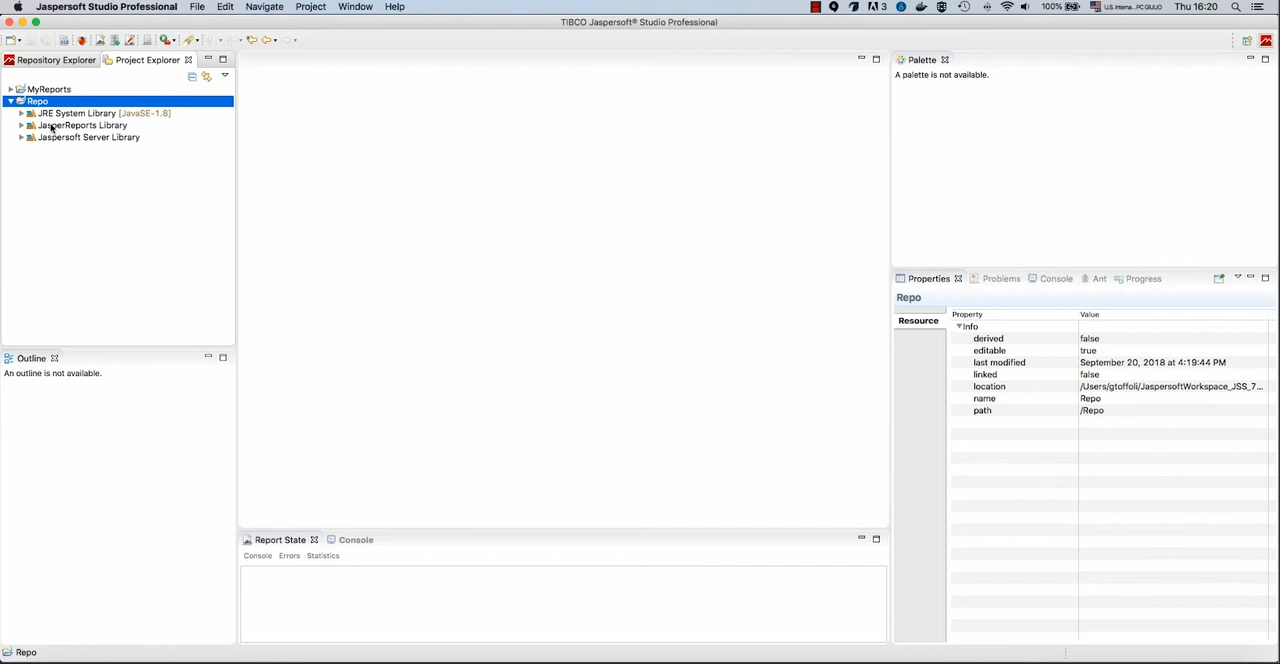 Jaspersoft Studio Professional File Edit Navigate Project Window Help 3 100% U.S. Interna... PC GIULIO Thu 16:20
TIBCO Jaspersoft® Studio Professional
Repository Explorer Project Explorer
MyReports
Repo
JRE System Library [JavaSE-1.8]
JasperReports Library
Jaspersoft Server Library
Outline
An outline is not available.
Report State Console
Console Errors Statistics
Palette
A palette is not available.
Properties Problems Console Ant Progress
Repo
Resource
Property Value
Info
derived false
editable true
last modified September 20, 2018 at 4:19:44 PM
linked false
location /Users/gtoffoli/JaspersoftWorkspace_JSS_7...
name Repo
path /Repo
Repo